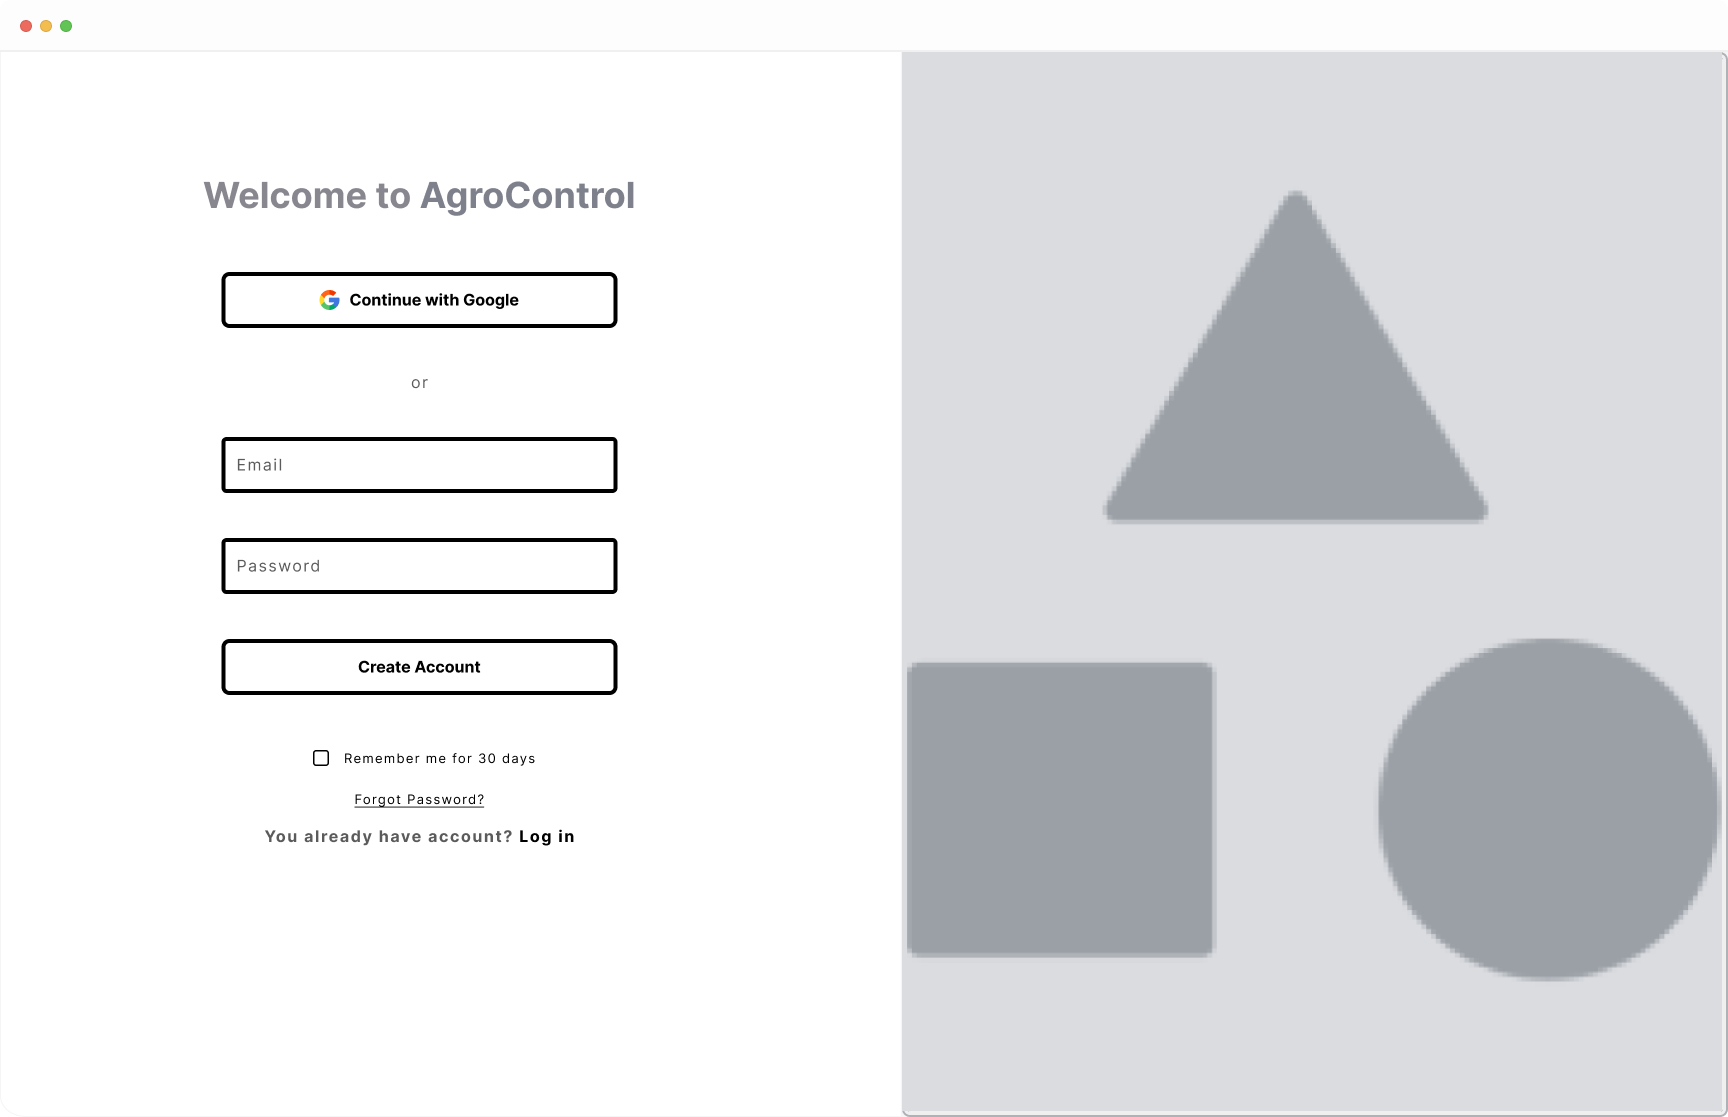 Welcome to AgroControl
Continue with Google
or
Email
Password
Create Account
Remember me for 30 days
Forgot Password?
You already have account? Log in